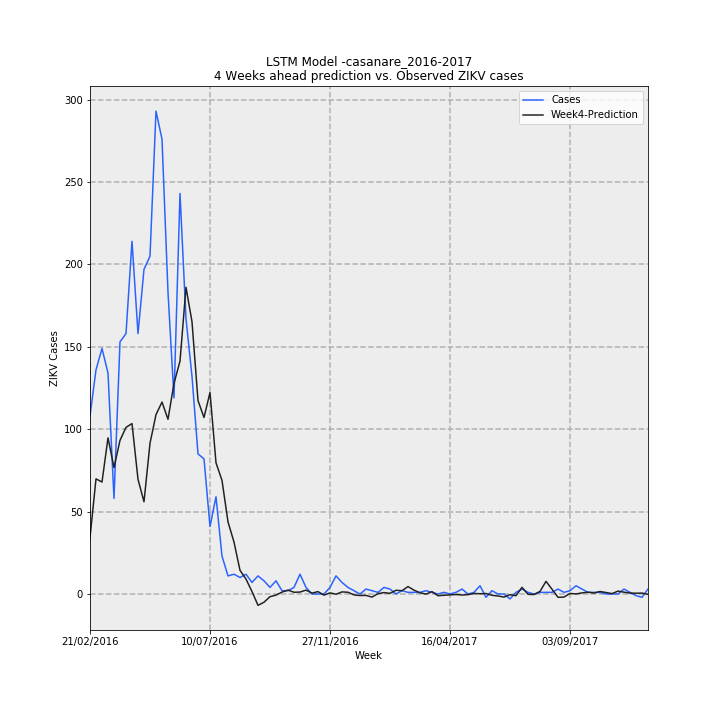 LSTM Model -casanare_2016-2017
4 Weeks ahead prediction vs. Observed ZIKV cases
Cases
Week4-Prediction
300
250
200
150
100
50
0
ZIKV Cases
21/02/2016 10/07/2016 27/11/2016 16/04/2017 03/09/2017
Week